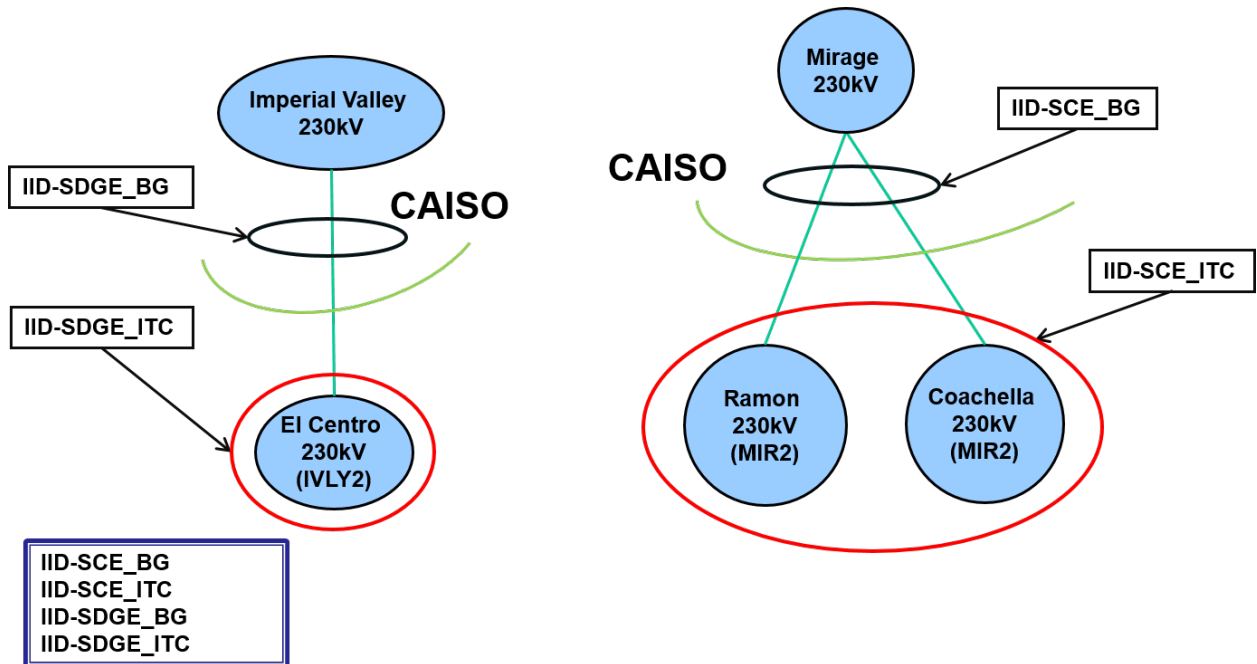 Imperial Valley
230kV
IID-SDGE_BG
CAISO
IID-SDGE_ITC
El Centro
230kV
(IVLY2)
Mirage
230kV
IID-SCE_BG
CAISO
IID-SCE_ITC
Ramon
230kV
(MIR2)
Coachella
230kV
(MIR2)
IID-SCE_BG
IID-SCE_ITC
IID-SDGE_BG
IID-SDGE_ITC